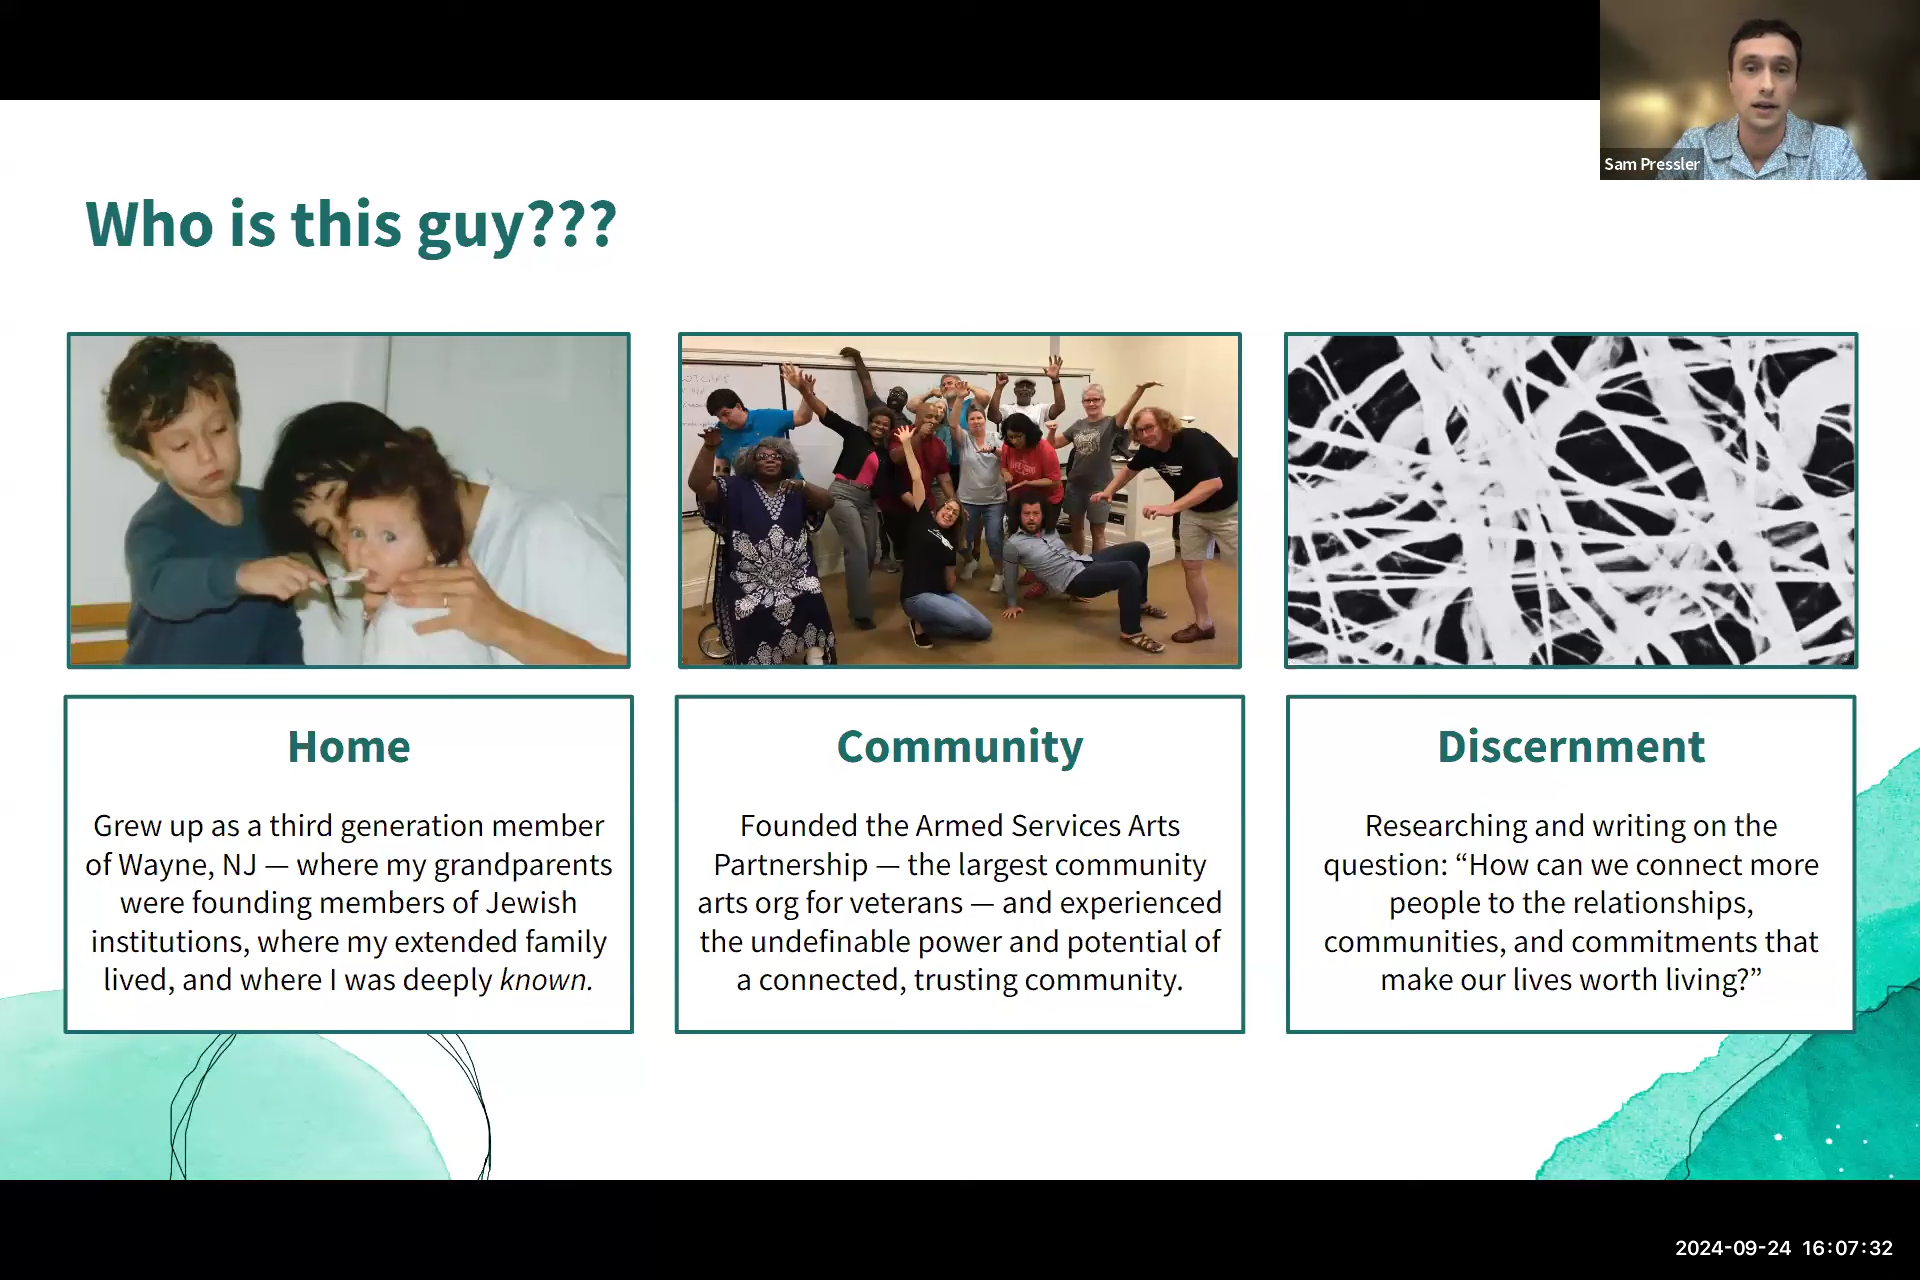 Sam Pressler
Who is this guy???
Home
Grew up as a third generation member
of Wayne, NJ — where my grandparents
were founding members of Jewish
institutions, where my extended family
lived, and where I was deeply known.
Community
Founded the Armed Services Arts
Partnership — the largest community
arts org for veterans — and experienced
the undefinable power and potential of
a connected, trusting community.
Discernment
Researching and writing on the
question: “How can we connect more
people to the relationships,
communities, and commitments that
make our lives worth living?”
2024-09-24 16:07:32